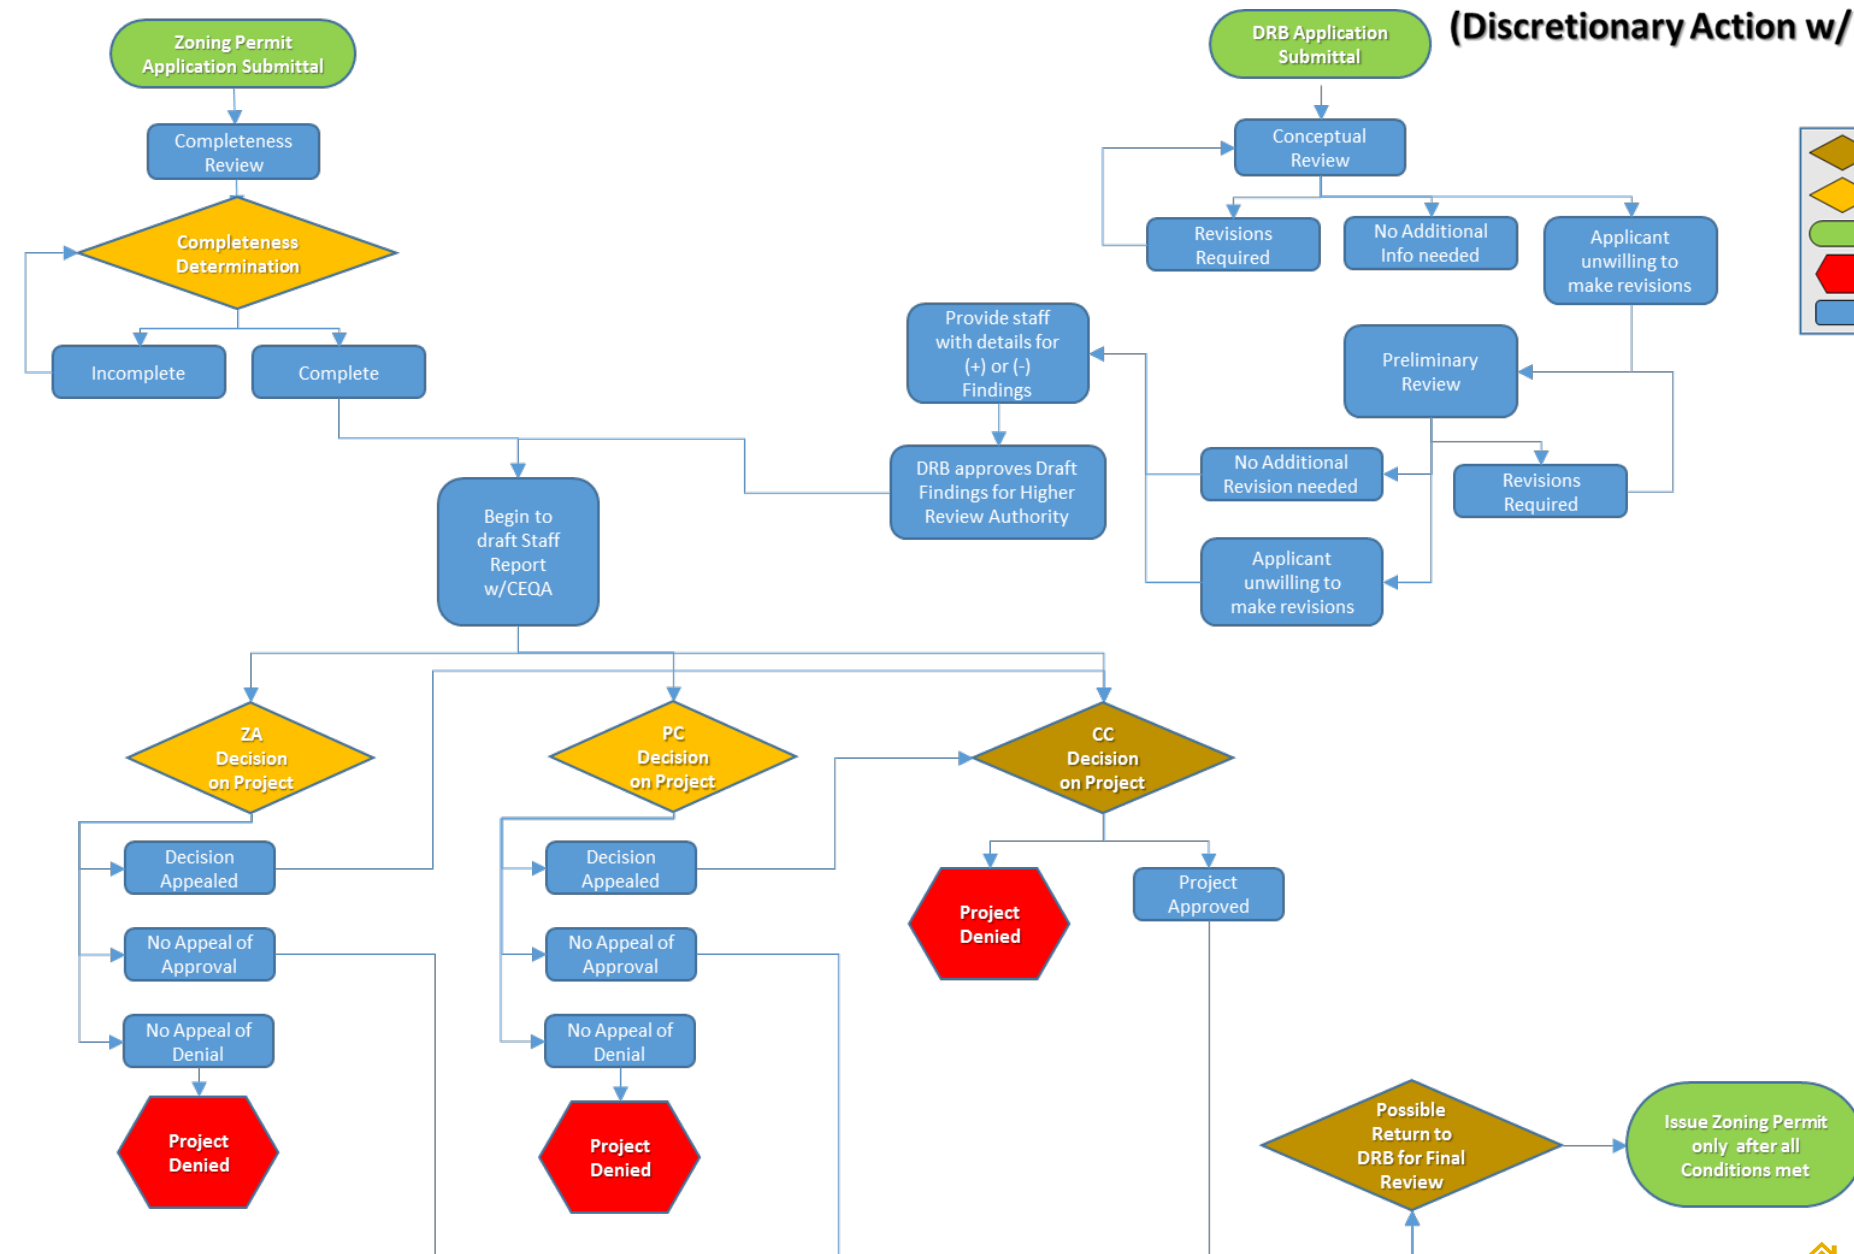 (Discretionary Action w/
Zoning Permit
Application Submittal
DRB Application
Submittal
Completeness
Review
Conceptual
Review
Completeness
Determination
Revisions
Required
No Additional
Info needed
Applicant
unwilling to
make revisions
Incomplete
Complete
Provide staff
with details for
(+) or (-)
Findings
Preliminary
Review
DRB approves Draft
Findings for Higher
Review Authority
No Additional
Revision needed
Revisions
Required
Begin to
draft Staff
Report
w/CEQA
Applicant
unwilling to
make revisions
ZA
Decision
on Project
PC
Decision
on Project
CC
Decision
on Project
Decision
Appealed
Decision
Appealed
Project
Denied
Project
Approved
No Appeal of
Approval
No Appeal of
Approval
No Appeal of
Denial
No Appeal of
Denial
Project
Denied
Project
Denied
Possible
Return to
DRB for Final
Review
Issue Zoning Permit
only after all
Conditions met